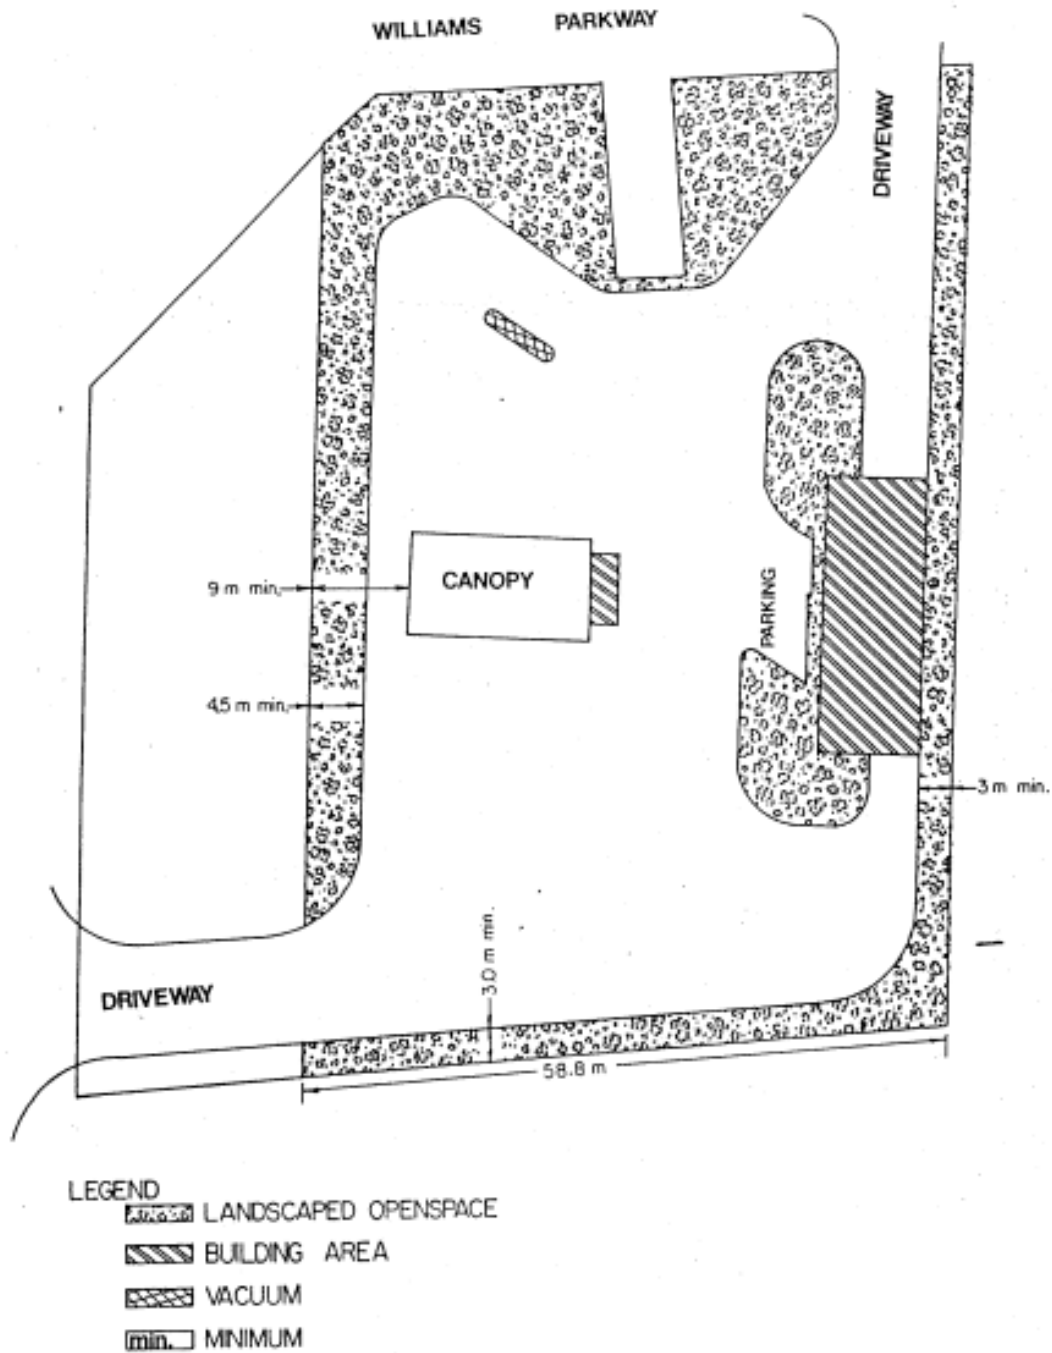 WILLIAMS PARKWAY
DRIVEWAY
9 m min.
CANOPY
PARKING
4.5 m min.
3 m min.
3.0 m min.
DRIVEWAY
58.8 m
LEGEND
LANDSCAPED OPENSPACE
BUILDING AREA
VACUUM
min. MINIMUM